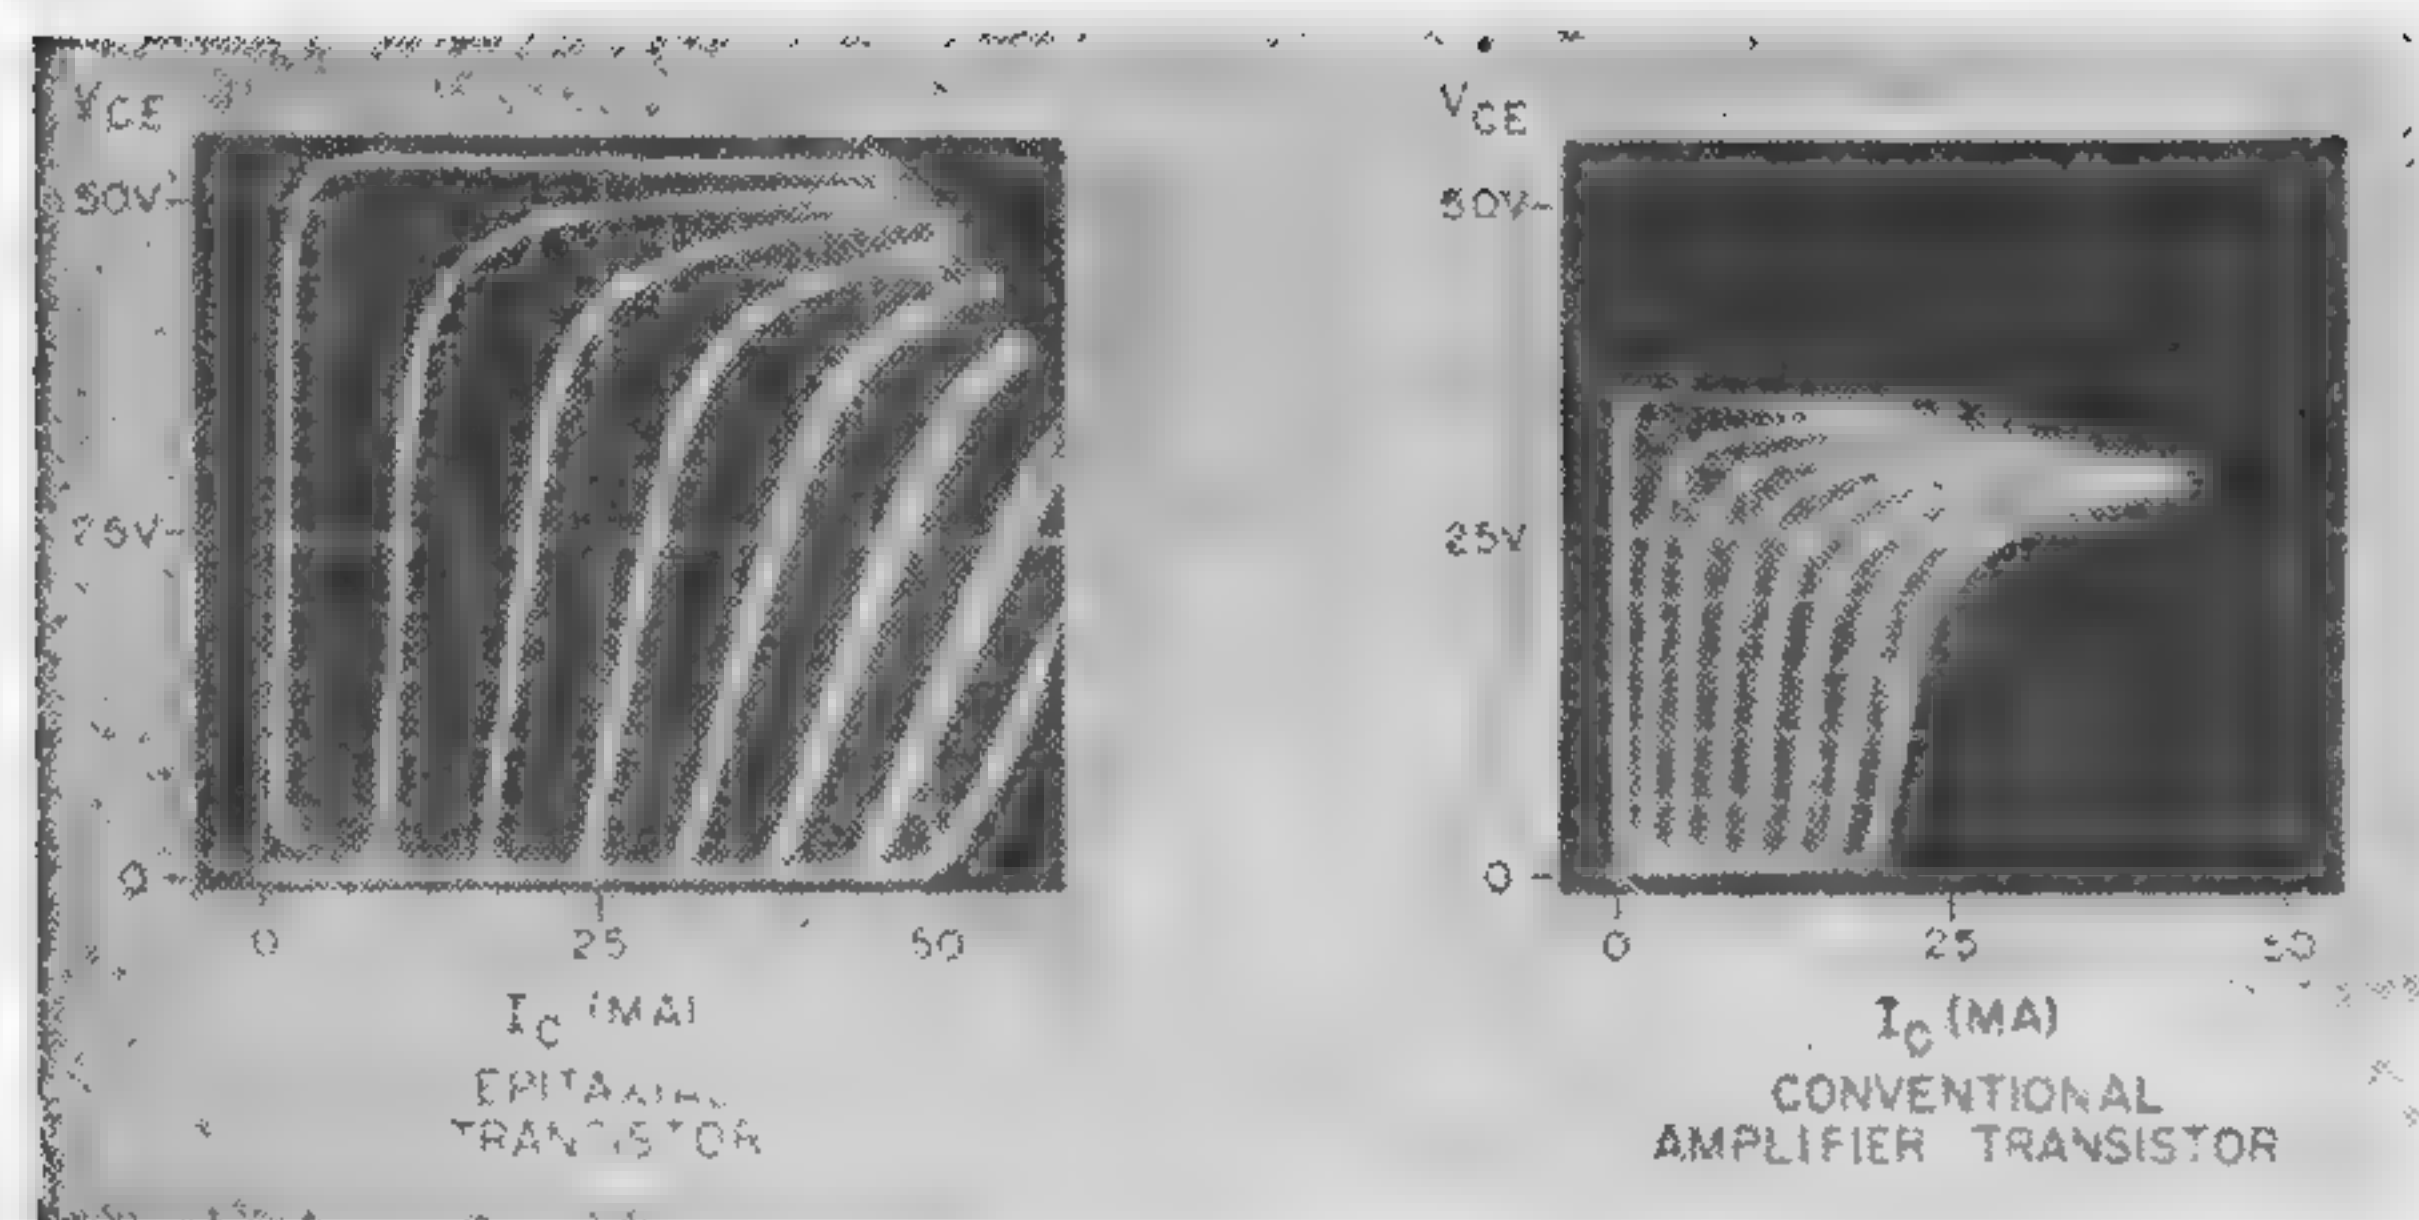 VCE
50V
25V
0
0 25 50
IC (MA)
EPITAXIAL
TRANSISTOR
VCE
50V
25V
0
0 25 50
IC (MA)
CONVENTIONAL
AMPLIFIER TRANSISTOR